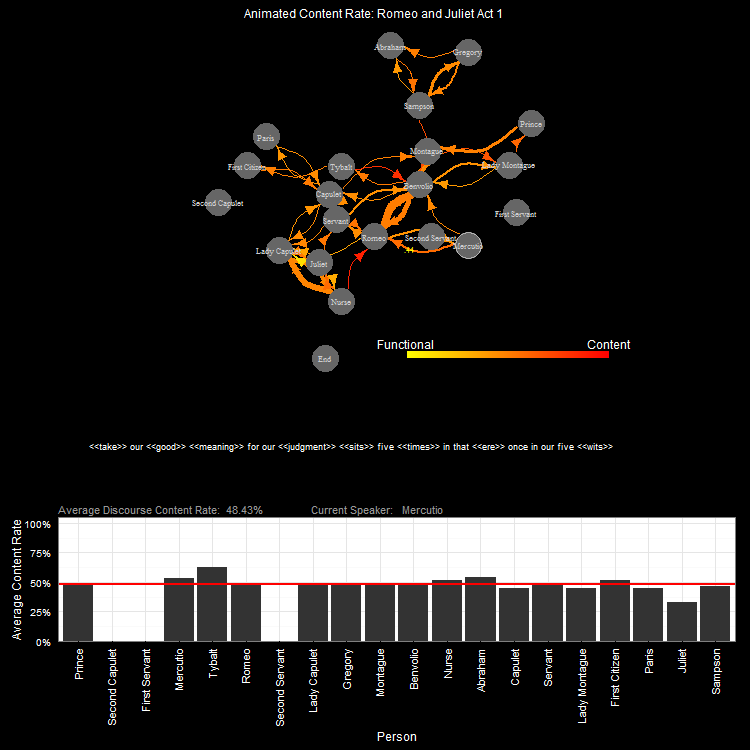 Animated Content Rate: Romeo and Juliet Act 1
Abraham
Gregory
Sampson
Prince
Paris
Montague
First Citizen
Tybalt
Lady Montague
Benvolio
Capulet
Second Capulet
First Servant
Servant
Romeo
Second Servant
Mercutio
Lady Capulet
Juliet
Nurse
Functional Content
End
<<take>> our <<good>> <<meaning>> for our <<judgment>> <<sits>> five <<times>> in that <<ere>> once in our five <<wits>>
Average Discourse Content Rate: 48.43% Current Speaker: Mercutio
Average Content Rate
100%
75%
50%
25%
0%
Prince
Second Capulet
First Servant
Mercutio
Tybalt
Romeo
Second Servant
Lady Capulet
Gregory
Montague
Benvolio
Nurse
Abraham
Capulet
Servant
Lady Montague
First Citizen
Paris
Juliet
Sampson
Person